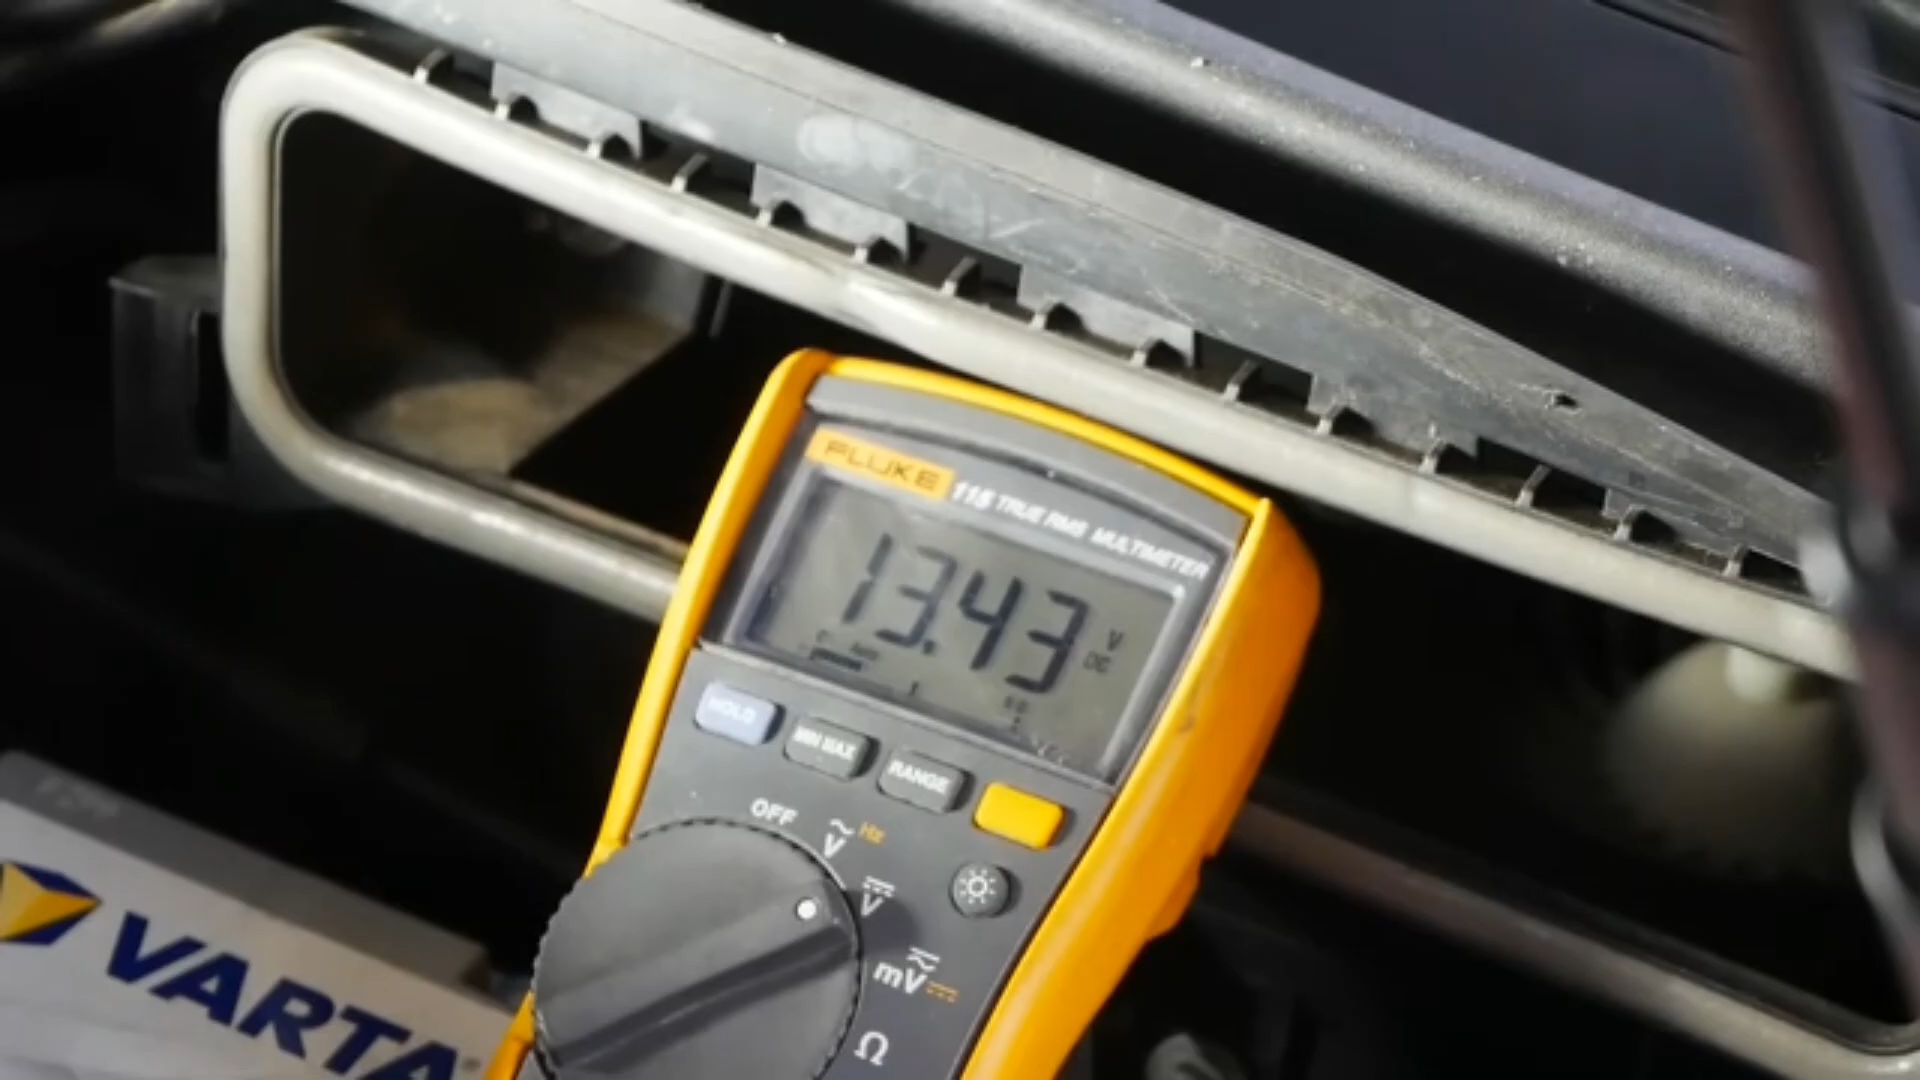 FLUKE
115 TRUE RMS MULTIMETER
13.43
V
DC
HOLD
MIN MAX
RANGE
OFF
V Hz
V
mV
Ω
VARTA